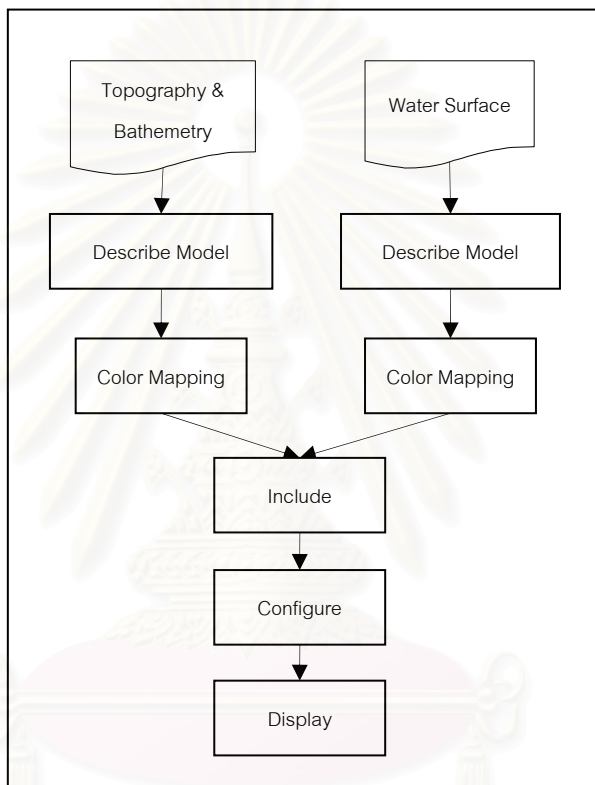 Topography &
Bathemetry
Water Surface
Describe Model
Describe Model
Color Mapping
Color Mapping
Include
Configure
Display